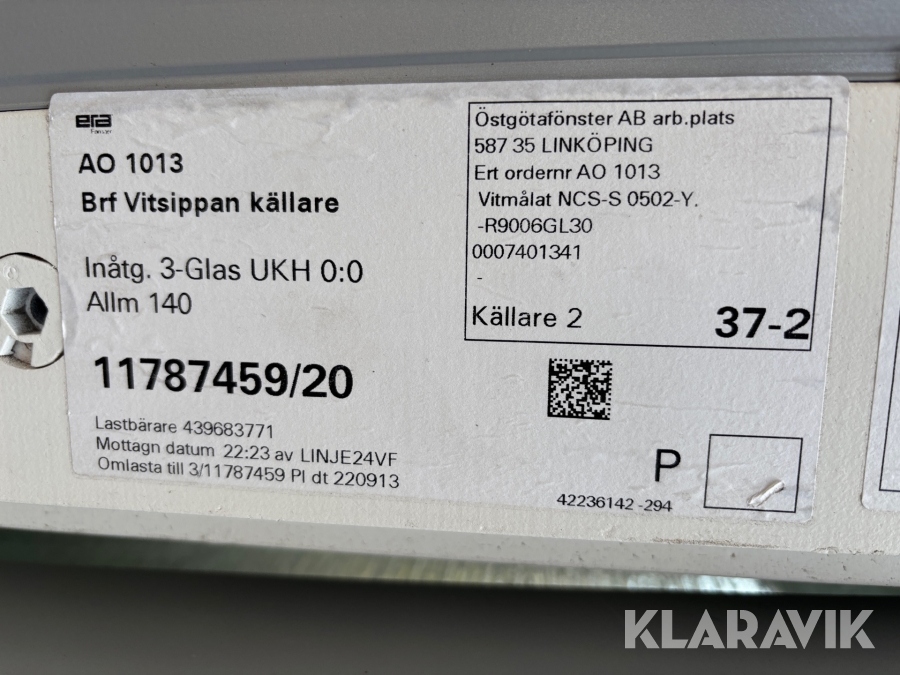 era
Fönster
AO 1013
Brf Vitsippan källare
Inåtg. 3-Glas UKH 0:0
Allm 140
11787459/20
Lastbärare 439683771
Mottagn datum 22:23 av LINJE24VF
Omlasta till 3/11787459 Pl dt 220913
Östgötafönster AB arb.plats
587 35 LINKÖPING
Ert ordernr AO 1013
Vitmålat NCS-S 0502-Y.
-R9006GL30
0007401341
-
Källare 2 37-2
P
42236142 -294
KLARAVIK